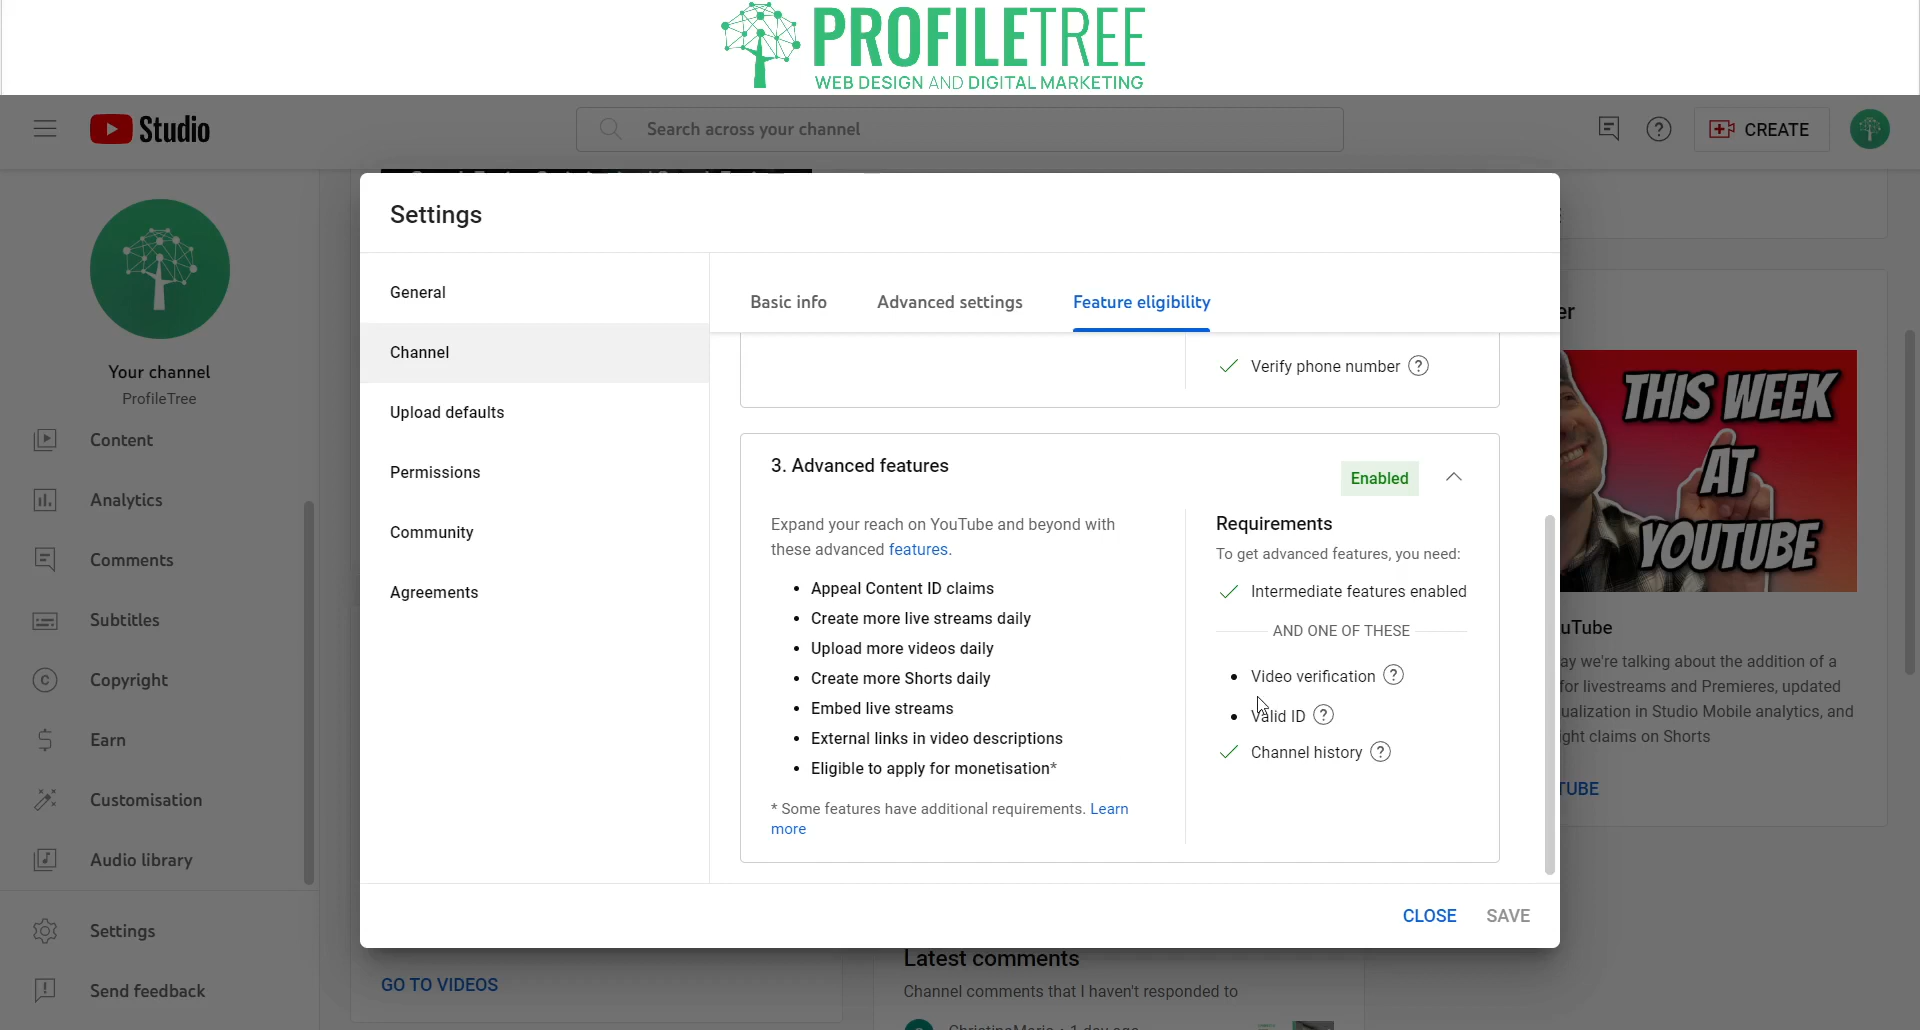 PROFILETREE
WEB DESIGN AND DIGITAL MARKETING
Studio
Search across your channel
CREATE
Your channel
ProfileTree
Content
Analytics
Comments
Subtitles
Copyright
Earn
Customisation
Audio library
Settings
Send feedback
Settings
General
Channel
Upload defaults
Permissions
Community
Agreements
Basic info
Advanced settings
Feature eligibility
Verify phone number
3. Advanced features
Enabled
Expand your reach on YouTube and beyond with
these advanced features.
• Appeal Content ID claims
• Create more live streams daily
• Upload more videos daily
• Create more Shorts daily
• Embed live streams
• External links in video descriptions
• Eligible to apply for monetisation*
* Some features have additional requirements. Learn
more
Requirements
To get advanced features, you need:
Intermediate features enabled
AND ONE OF THESE
• Video verification
• Valid ID
Channel history
CLOSE
SAVE
er
THIS WEEK
AT
YOUTUBE
uTube
ay we're talking about the addition of a
for livestreams and Premieres, updated
ualization in Studio Mobile analytics, and
ght claims on Shorts
TUBE
GO TO VIDEOS
Latest comments
Channel comments that I haven't responded to
ChristinaMarie • 1 day ago